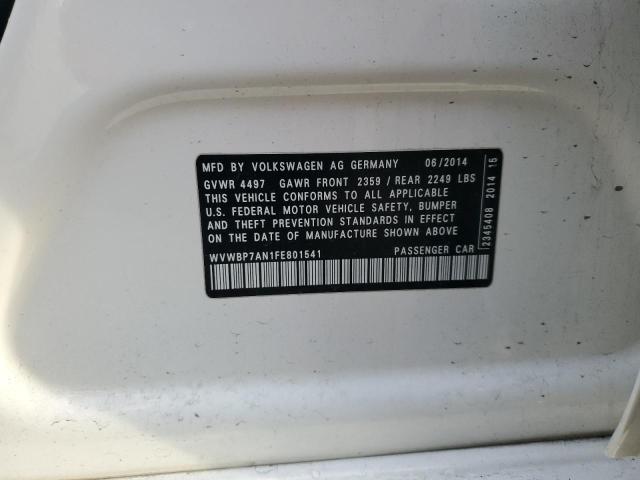 MFD BY VOLKSWAGEN AG GERMANY 06/2014
GVWR 4497 GAWR FRONT 2359 / REAR 2249 LBS
THIS VEHICLE CONFORMS TO ALL APPLICABLE
U.S. FEDERAL MOTOR VEHICLE SAFETY, BUMPER
AND THEFT PREVENTION STANDARDS IN EFFECT
ON THE DATE OF MANUFACTURE SHOWN ABOVE
WVWBP7AN1FE801541 PASSENGER CAR
2345408 2014 15